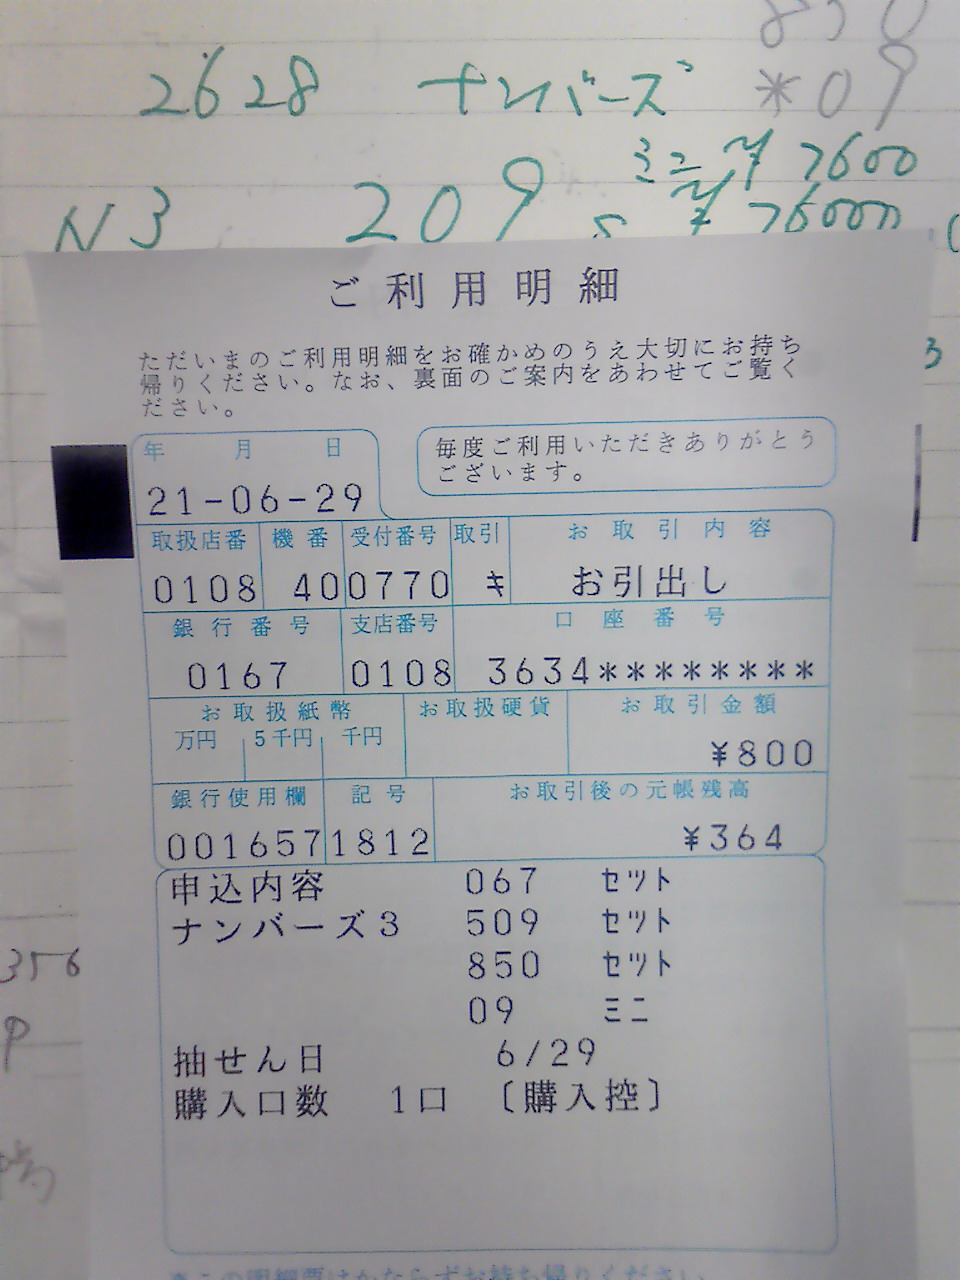 850
*09
2628 ナンバーズ
ミニ 7600
N3 209 S 76000
ご利用明細
ただいまのご利用明細をお確かめのうえ大切にお持ち
帰りください。なお、裏面のご案内をあわせてご覧く
ださい。
年 月 日
毎度ご利用いただきありがとう
ございます。
21-06-29
取扱店番 機番 受付番号 取引 お取引内容
0108 40 0770 キ お引出し
銀行番号 支店番号 口座番号
0167 0108 3634********
お取扱紙幣 お取扱硬貨 お取引金額
万円 5千円 千円
¥800
銀行使用欄 記号 お取引後の元帳残高
001657 1812 ¥364
申込内容 067 セット
ナンバーズ3 509 セット
850 セット
09 ミニ
抽せん日 6/29
購入口数 1口 〔購入控〕
356